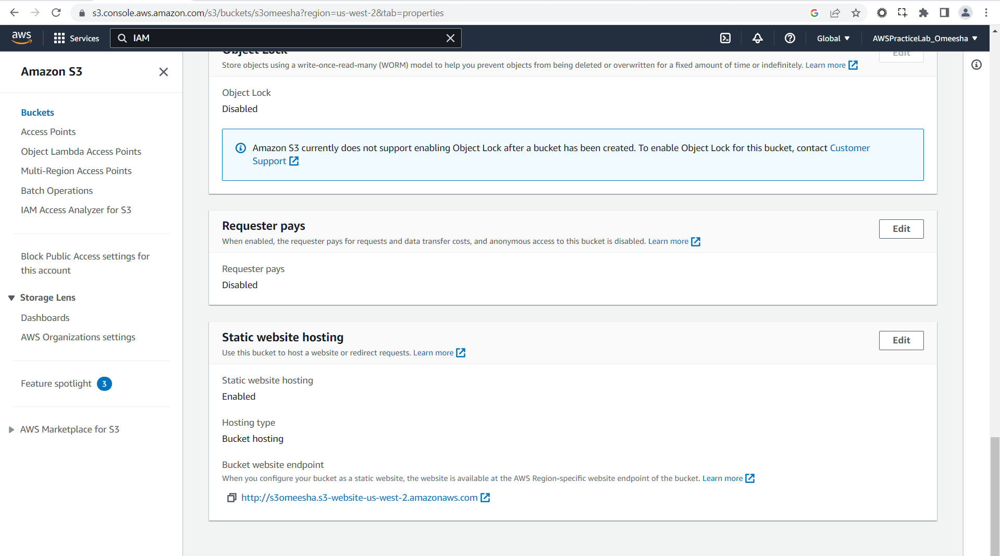 s3.console.aws.amazon.com/s3/buckets/s3omeesha?region=us-west-2&tab=properties
aws
Services
IAM
Global
AWSPracticeLab_Omeesha
Amazon S3
Buckets
Access Points
Object Lambda Access Points
Multi-Region Access Points
Batch Operations
IAM Access Analyzer for S3
Block Public Access settings for
this account
Storage Lens
Dashboards
AWS Organizations settings
Feature spotlight 3
AWS Marketplace for S3
Object Lock
Edit
Store objects using a write-once-read-many (WORM) model to help you prevent objects from being deleted or overwritten for a fixed amount of time or indefinitely. Learn more
Object Lock
Disabled
Amazon S3 currently does not support enabling Object Lock after a bucket has been created. To enable Object Lock for this bucket, contact Customer
Support
Requester pays
Edit
When enabled, the requester pays for requests and data transfer costs, and anonymous access to this bucket is disabled. Learn more
Requester pays
Disabled
Static website hosting
Edit
Use this bucket to host a website or redirect requests. Learn more
Static website hosting
Enabled
Hosting type
Bucket hosting
Bucket website endpoint
When you configure your bucket as a static website, the website is available at the AWS Region-specific website endpoint of the bucket. Learn more
http://s3omeesha.s3-website-us-west-2.amazonaws.com